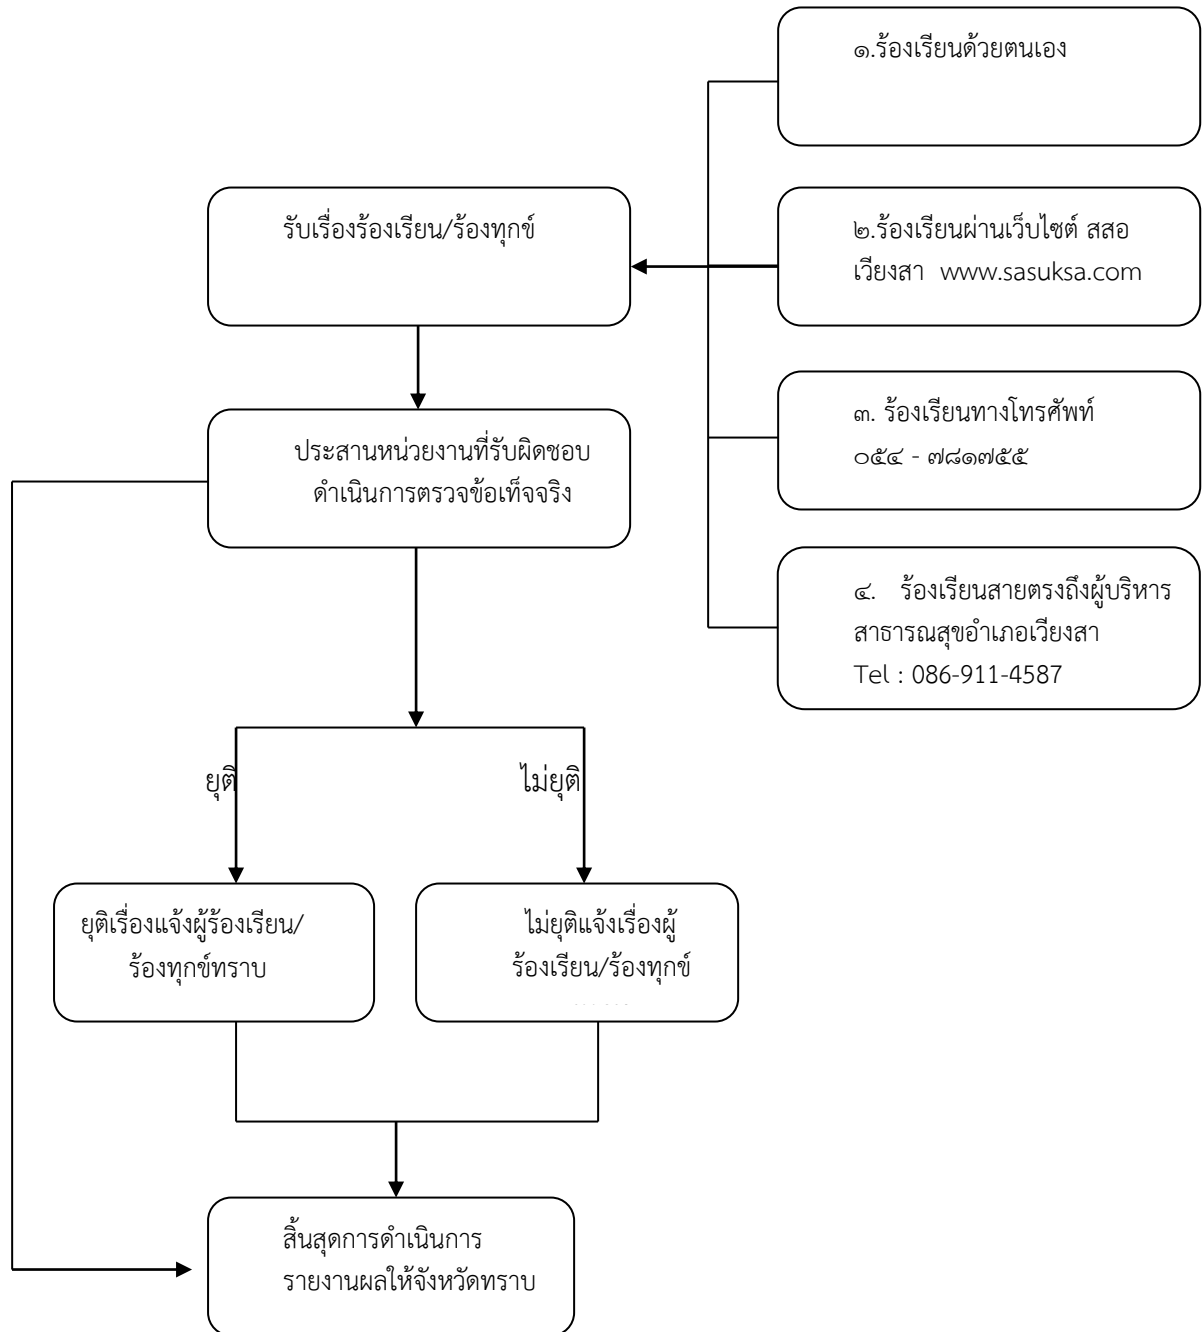 ๑.ร้องเรียนด้วยตนเอง
รับเรื่องร้องเรียน/ร้องทุกข์
๒.ร้องเรียนผ่านเว็บไซต์ สสอ
เวียงสา www.sasuksa.com
๓. ร้องเรียนทางโทรศัพท์
๐๕๔ - ๗๘๑๗๕๕
ประสานหน่วยงานที่รับผิดชอบ
ดำเนินการตรวจข้อเท็จจริง
๔. ร้องเรียนสายตรงถึงผู้บริหาร
สาธารณสุขอำเภอเวียงสา
Tel : 086-911-4587
ยุติ
ไม่ยุติ
ยุติเรื่องแจ้งผู้ร้องเรียน/
ร้องทุกข์ทราบ
ไม่ยุติแจ้งเรื่องผู้
ร้องเรียน/ร้องทุกข์
สิ้นสุดการดำเนินการ
รายงานผลให้จังหวัดทราบ